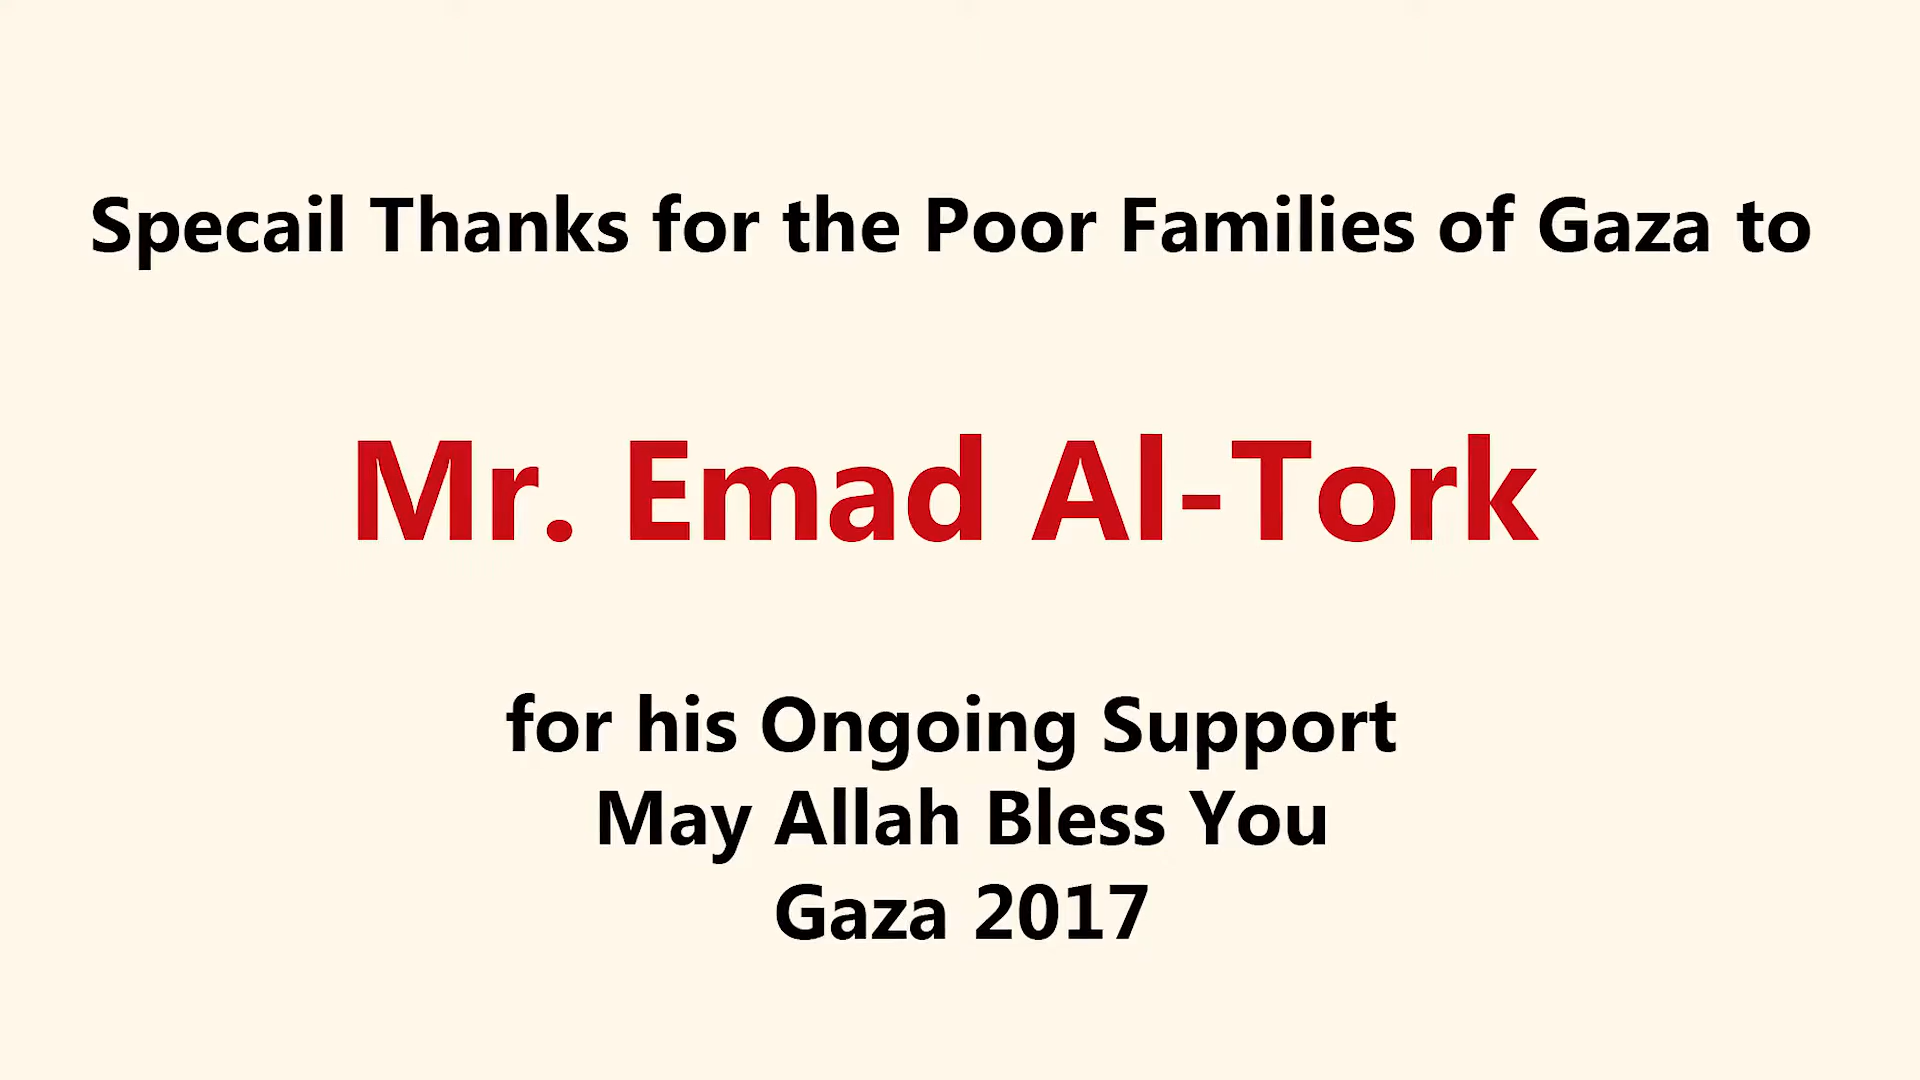 Specail Thanks for the Poor Families of Gaza to
Mr. Emad Al-Tork
for his Ongoing Support
May Allah Bless You
Gaza 2017